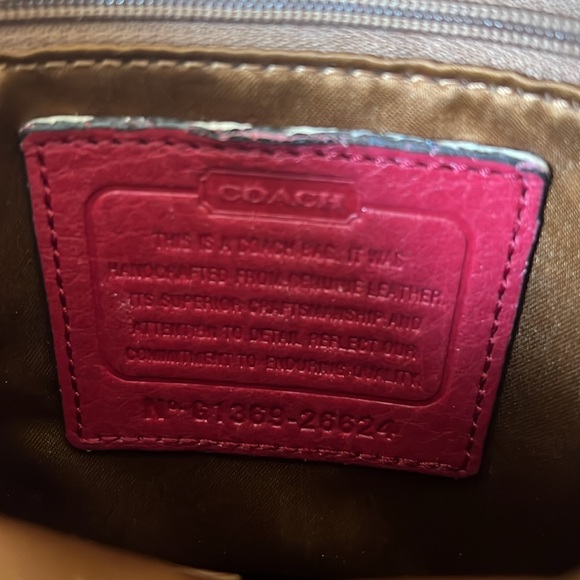 COACH
THIS IS A COACH BAG. IT WAS
HANDCRAFTED FROM GENUINE LEATHER.
ITS SUPERIOR CRAFTSMANSHIP AND
ATTENTION TO DETAIL REFLECT OUR
COMMITMENT TO ENDURING QUALITY.
Nº G1369-26624